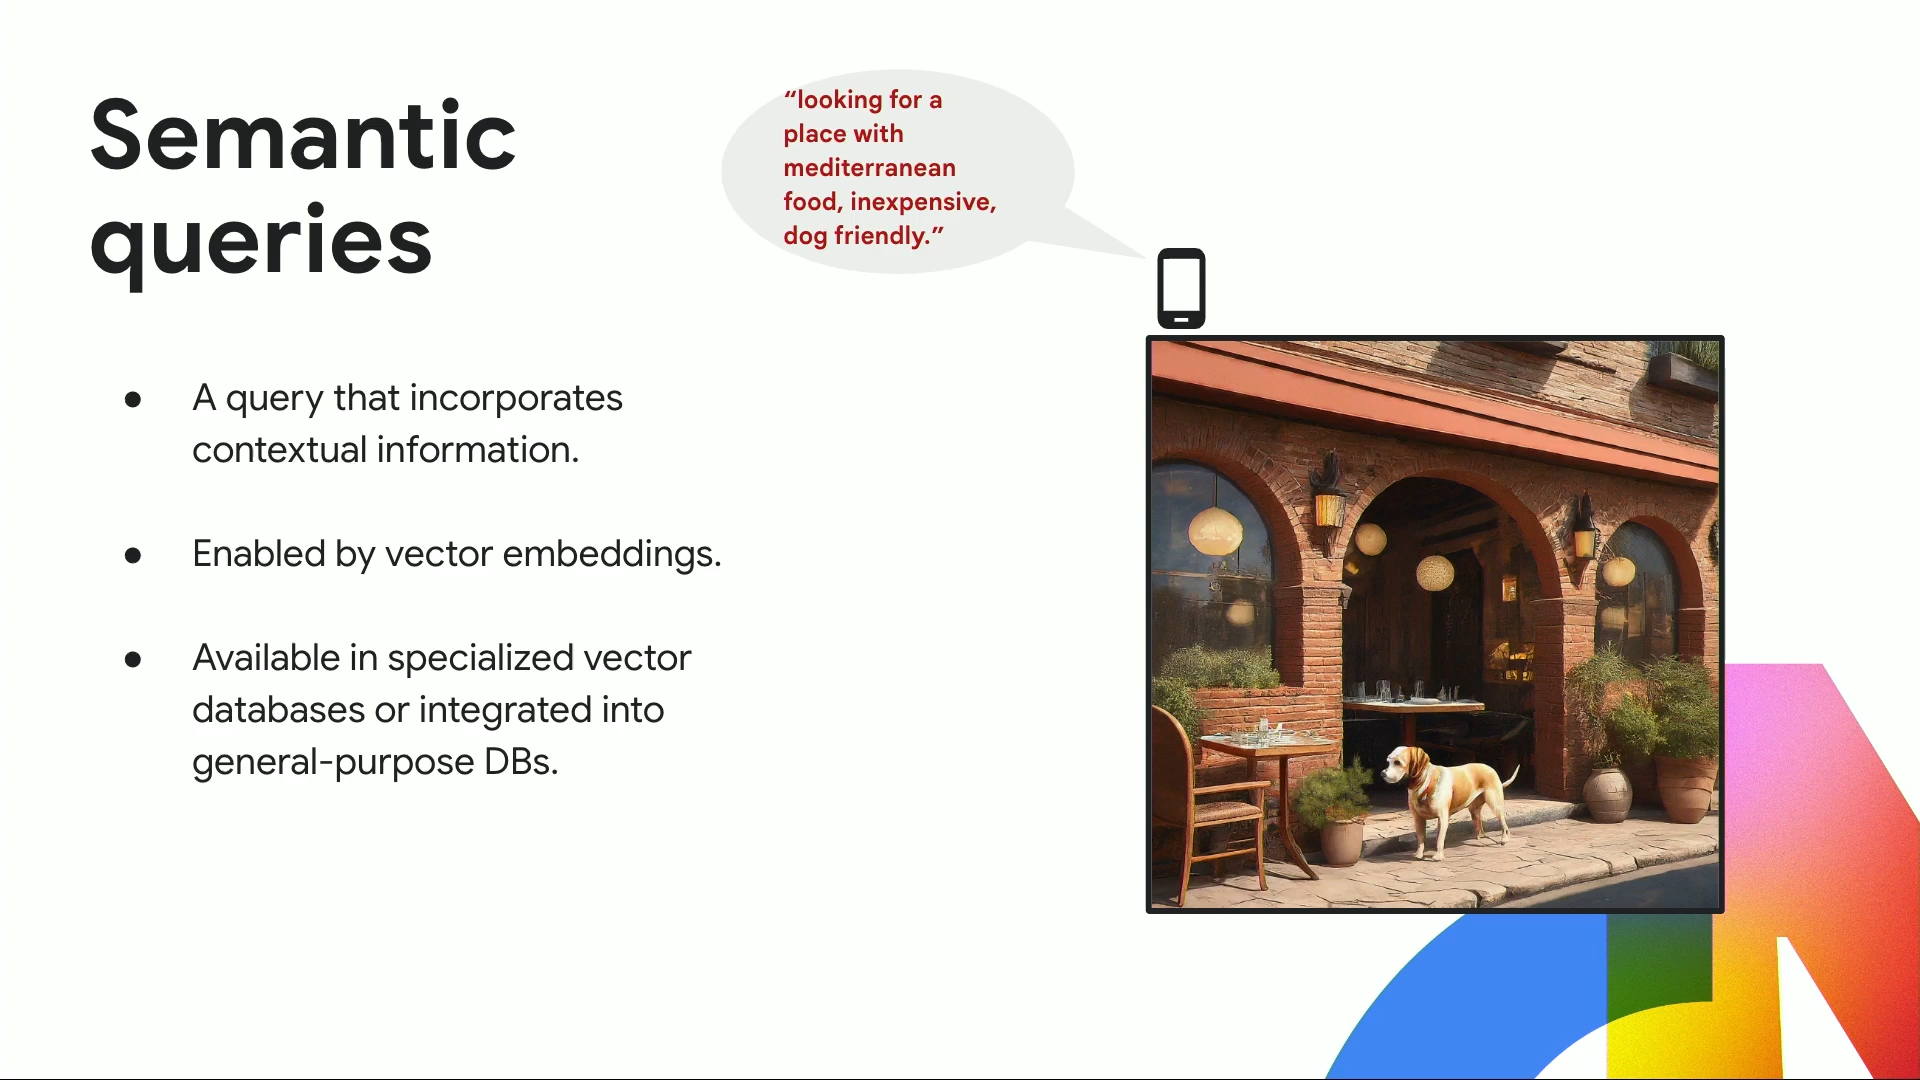 Semantic
queries
“looking for a
place with
mediterranean
food, inexpensive,
dog friendly.”
● A query that incorporates
contextual information.
● Enabled by vector embeddings.
● Available in specialized vector
databases or integrated into
general-purpose DBs.